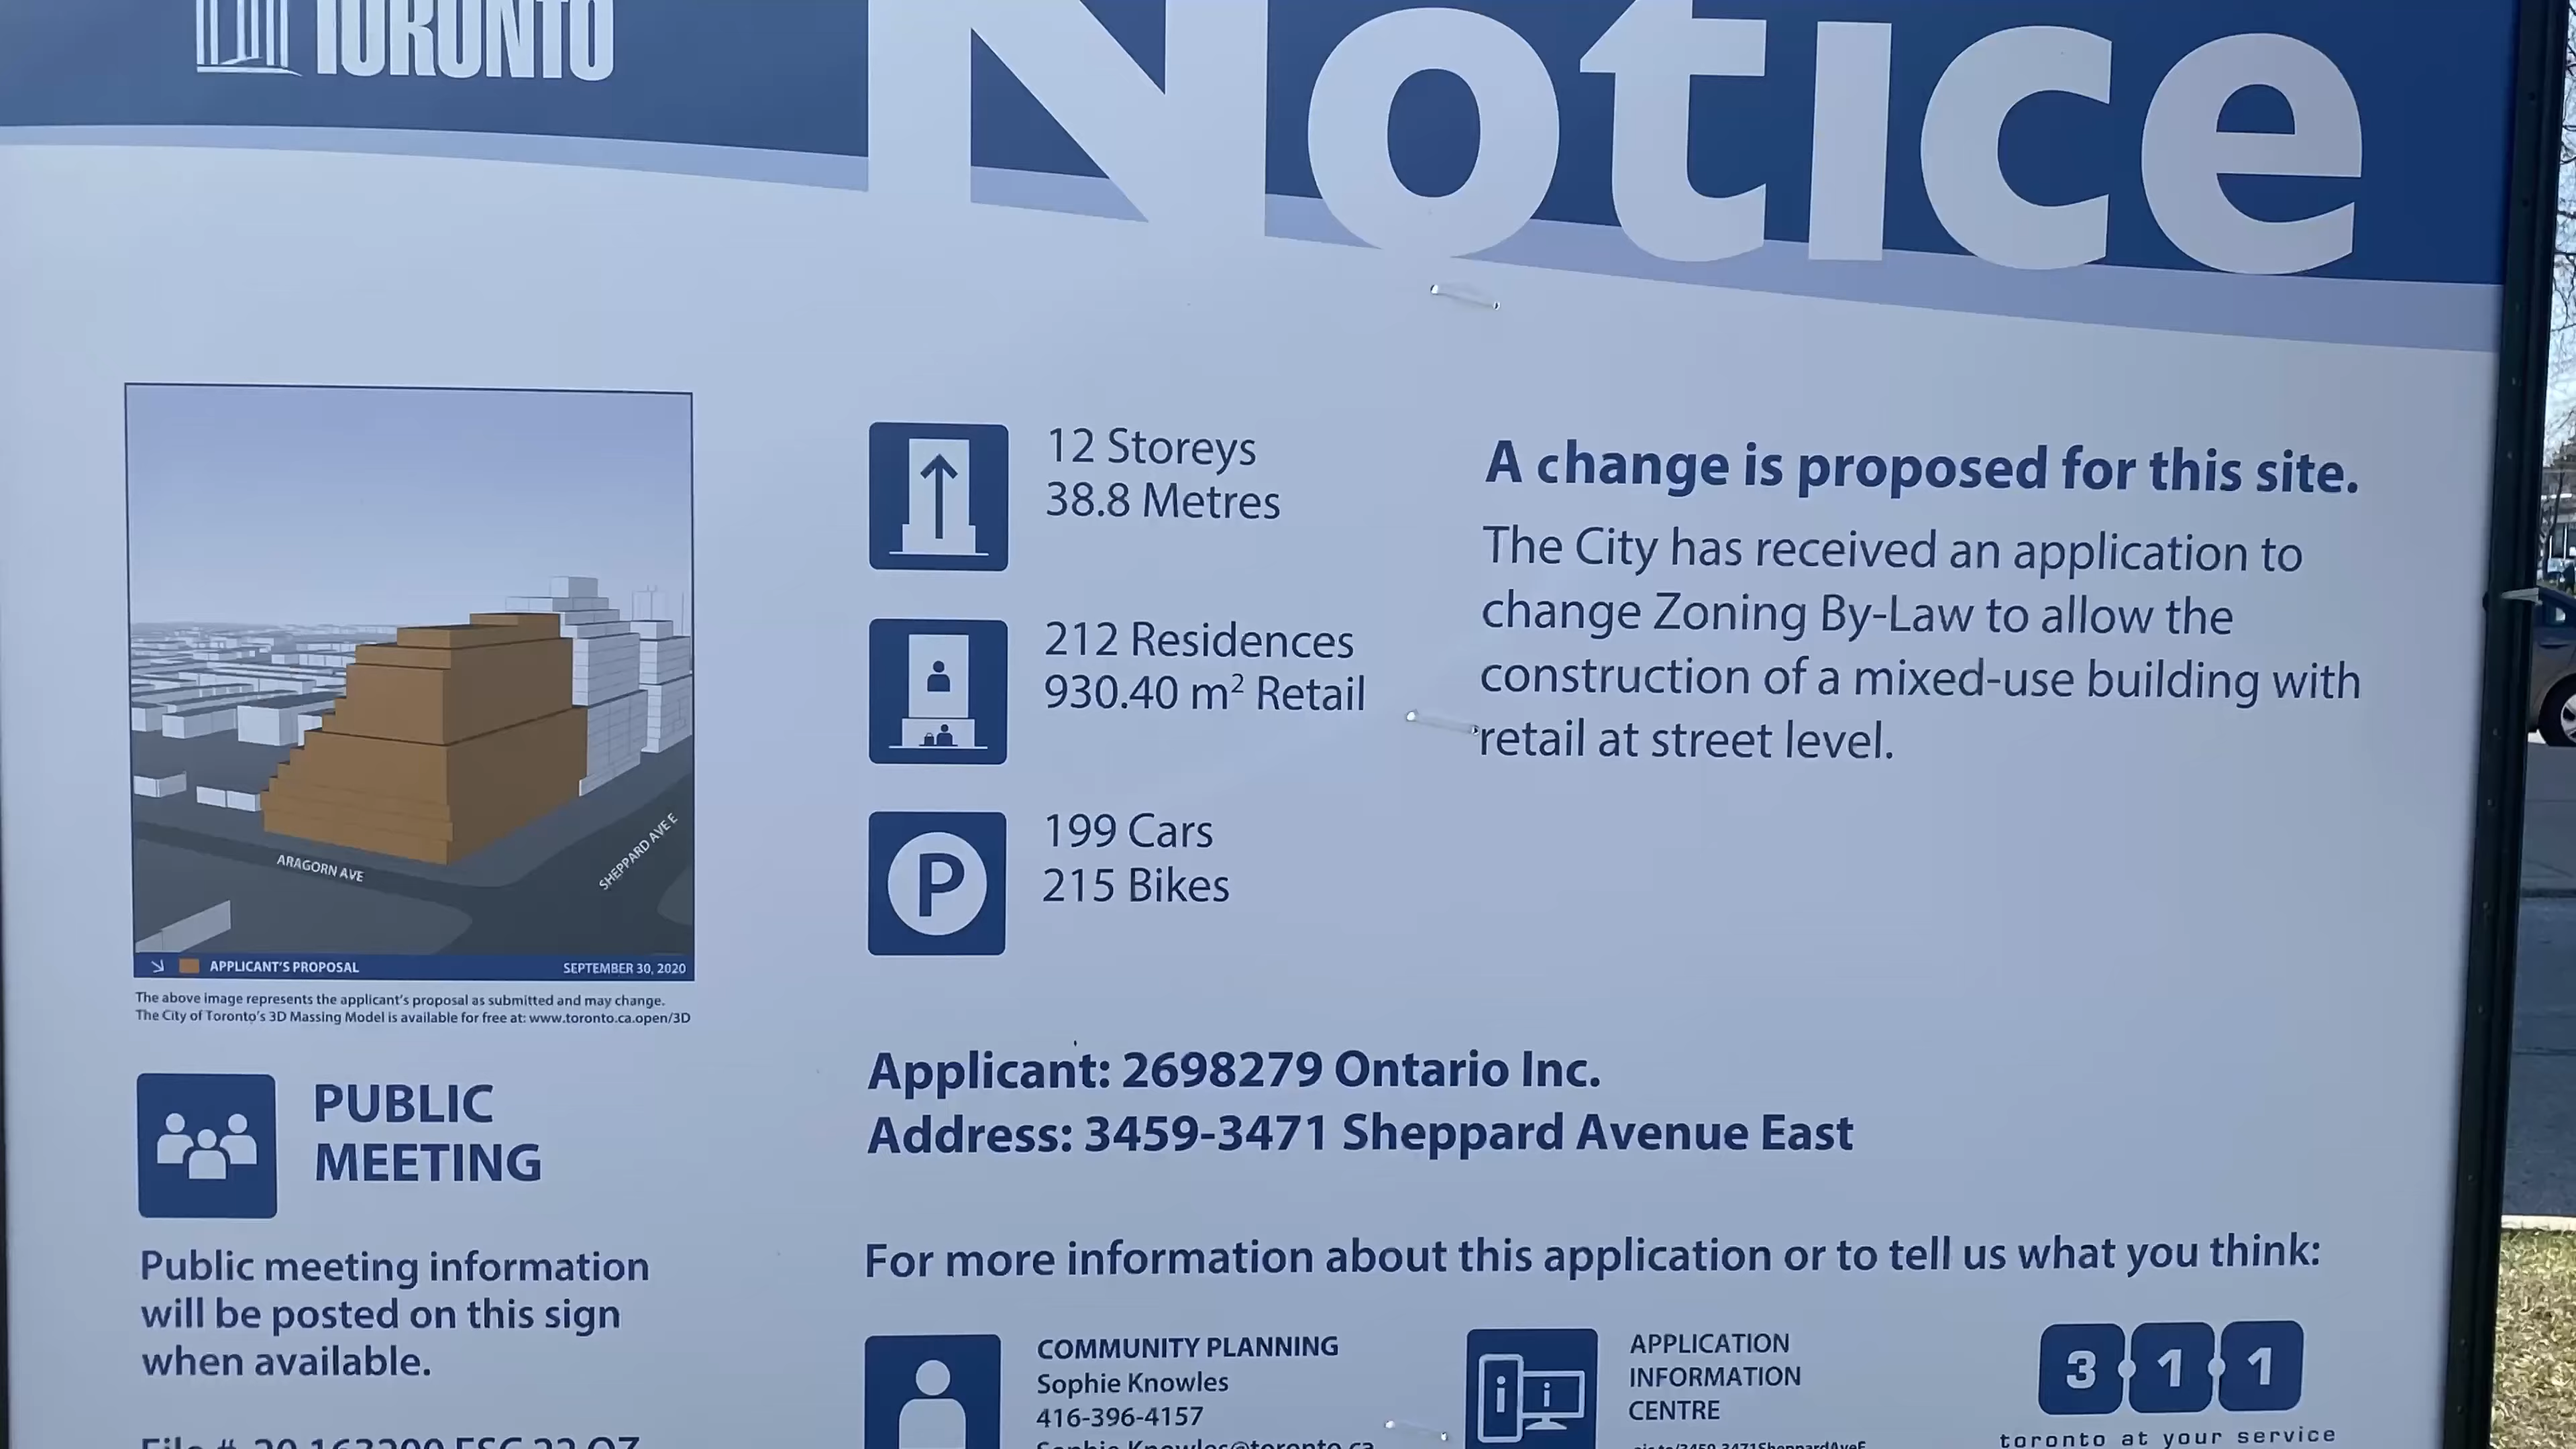 TORONTO
Notice
12 Storeys
38.8 Metres
212 Residences
930.40 m² Retail
199 Cars
215 Bikes
A change is proposed for this site.
The City has received an application to
change Zoning By-Law to allow the
construction of a mixed-use building with
retail at street level.
ARAGORN AVE
SHEPPARD AVE E
APPLICANT'S PROPOSAL
SEPTEMBER 30, 2020
The above image represents the applicant's proposal as submitted and may change.
The City of Toronto's 3D Massing Model is available for free at: www.toronto.ca.open/3D
PUBLIC
MEETING
Public meeting information
will be posted on this sign
when available.
File #
Applicant: 2698279 Ontario Inc.
Address: 3459-3471 Sheppard Avenue East
For more information about this application or to tell us what you think:
COMMUNITY PLANNING
Sophie Knowles
416-396-4157
Sophie.Knowles@toronto.ca
APPLICATION
INFORMATION
CENTRE
311
toronto at your service